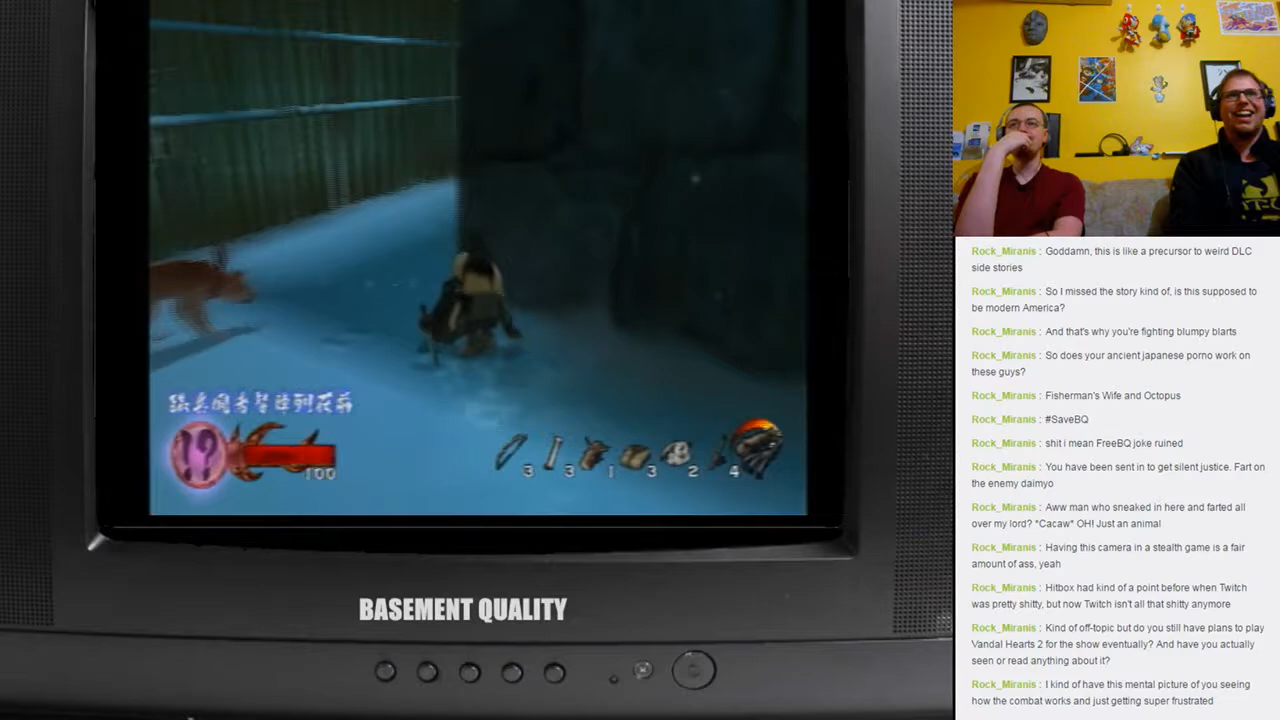 100
3 3 1 3 2 4
BASEMENT QUALITY
Rock_Miranis : Goddamn, this is like a precursor to weird DLC
side stories
Rock_Miranis : So I missed the story kind of, is this supposed to
be modern America?
Rock_Miranis : And that's why you're fighting blumpy blarts
Rock_Miranis : So does your ancient japanese porno work on
these guys?
Rock_Miranis : Fisherman's Wife and Octopus
Rock_Miranis : #SaveBQ
Rock_Miranis : shit i mean FreeBQ joke ruined
Rock_Miranis : You have been sent in to get silent justice. Fart on
the enemy daimyo
Rock_Miranis : Aww man who sneaked in here and farted all
over my lord? *Cacaw* OH! Just an animal
Rock_Miranis : Having this camera in a stealth game is a fair
amount of ass, yeah
Rock_Miranis : Hitbox had kind of a point before when Twitch
was pretty shitty, but now Twitch isn't all that shitty anymore
Rock_Miranis : Kind of off-topic but do you still have plans to play
Vandal Hearts 2 for the show eventually? And have you actually
seen or read anything about it?
Rock_Miranis : I kind of have this mental picture of you seeing
how the combat works and just getting super frustrated